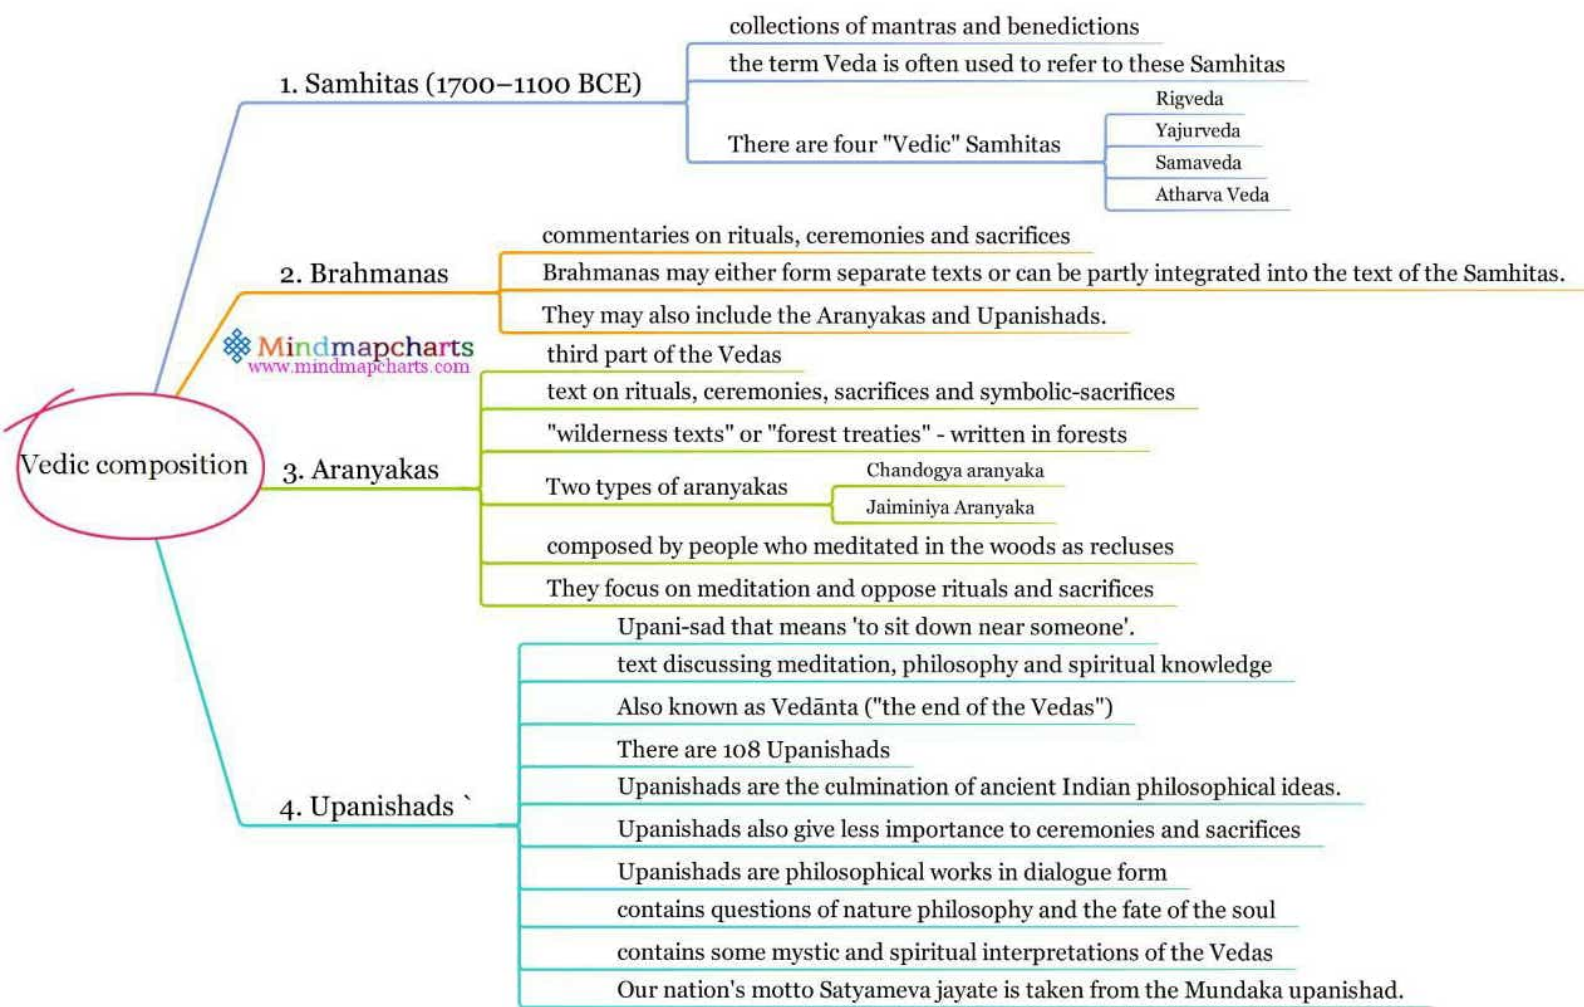 Vedic composition
1. Samhitas (1700–1100 BCE)
collections of mantras and benedictions
the term Veda is often used to refer to these Samhitas
There are four "Vedic" Samhitas
Rigveda
Yajurveda
Samaveda
Atharva Veda
2. Brahmanas
commentaries on rituals, ceremonies and sacrifices
Brahmanas may either form separate texts or can be partly integrated into the text of the Samhitas.
They may also include the Aranyakas and Upanishads.
Mindmapcharts
www.mindmapcharts.com
3. Aranyakas
third part of the Vedas
text on rituals, ceremonies, sacrifices and symbolic-sacrifices
"wilderness texts" or "forest treaties" - written in forests
Two types of aranyakas
Chandogya aranyaka
Jaiminiya Aranyaka
composed by people who meditated in the woods as recluses
They focus on meditation and oppose rituals and sacrifices
4. Upanishads `
Upani-sad that means 'to sit down near someone'.
text discussing meditation, philosophy and spiritual knowledge
Also known as Vedānta ("the end of the Vedas")
There are 108 Upanishads
Upanishads are the culmination of ancient Indian philosophical ideas.
Upanishads also give less importance to ceremonies and sacrifices
Upanishads are philosophical works in dialogue form
contains questions of nature philosophy and the fate of the soul
contains some mystic and spiritual interpretations of the Vedas
Our nation's motto Satyameva jayate is taken from the Mundaka upanishad.